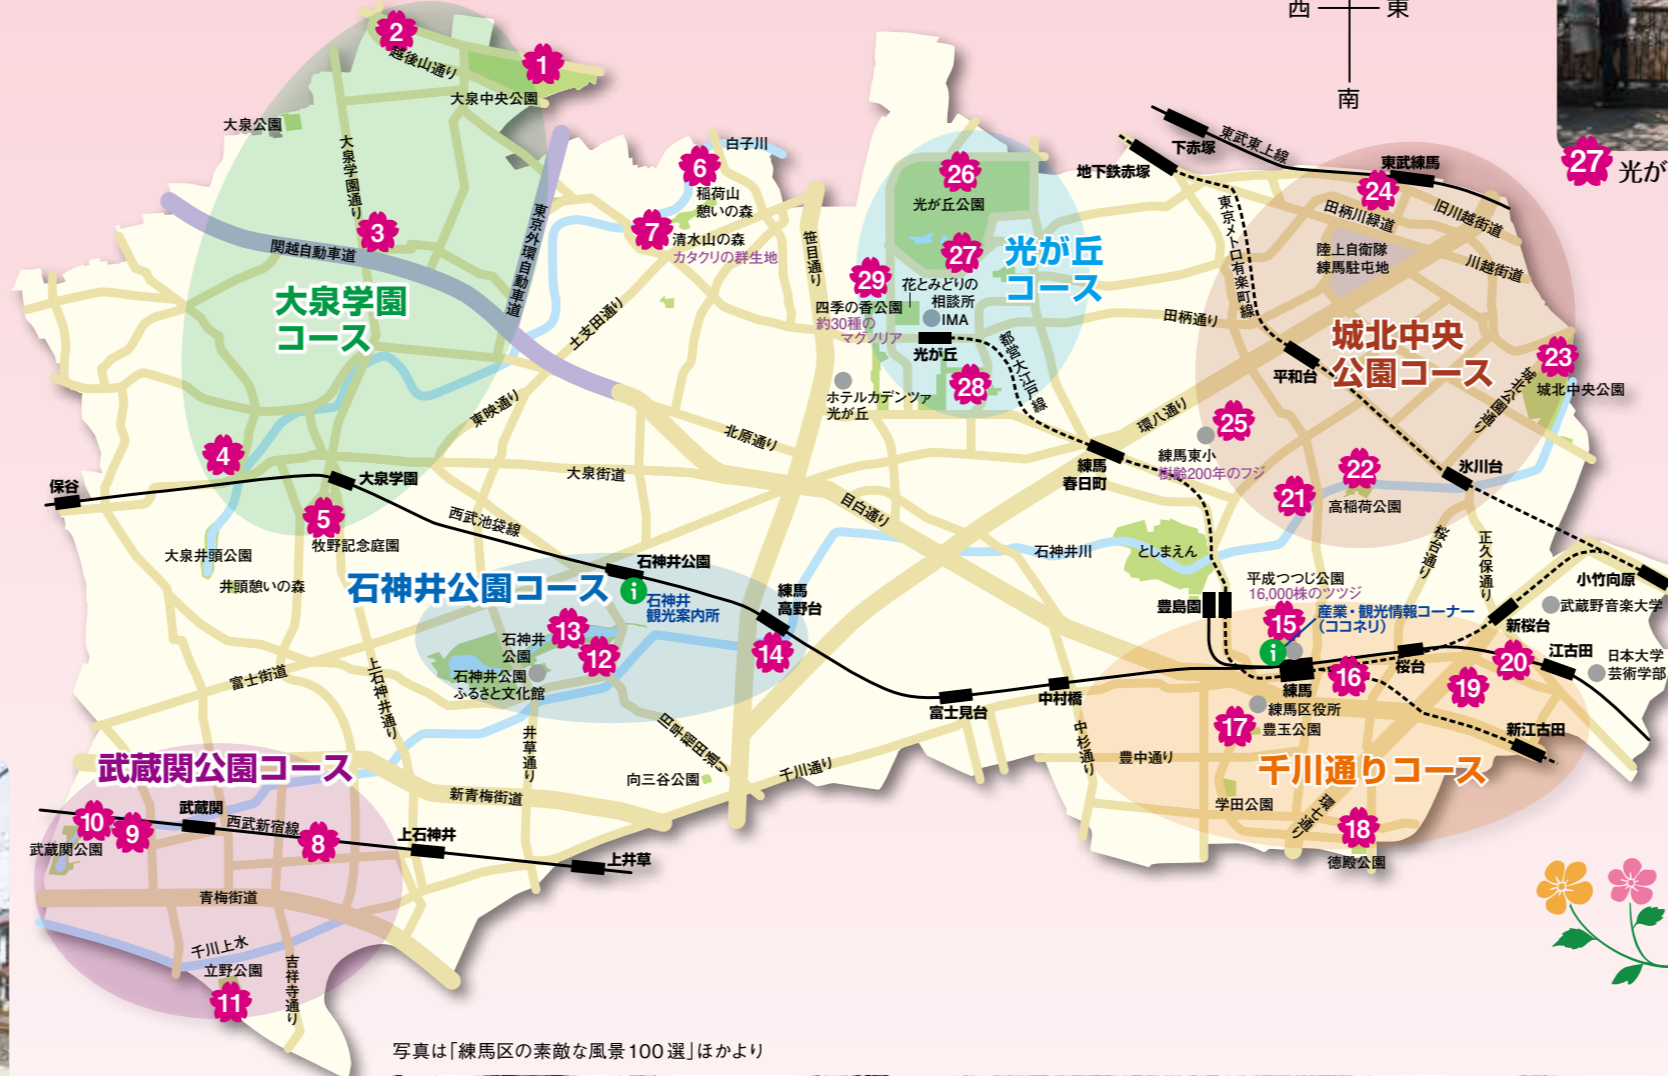 西 東
南
27 光が
2
越後山通り
1
大泉中央公園
大泉公園
大泉学園通り
3
関越自動車道
東京外環自動車道
大泉学園
コース
6
白子川
稲荷山
憩いの森
7
清水山の森
カタクリの群生地
笹目通り
土支田通り
26
光が丘公園
27
光が丘
コース
29
花とみどりの
相談所
四季の香公園
約30種の
マグノリア
IMA
光が丘
都営大江戸線
28
ホテルカデンツァ
光が丘
地下鉄赤塚
下赤塚
東武東上線
東武練馬
24
田柄川緑道
旧川越街道
東京メトロ有楽町線
陸上自衛隊
練馬駐屯地
川越街道
田柄通り
城北中央
公園コース
平和台
23
城北中央公園
城北公園通り
環八通り
25
練馬東小
樹齢200年のフジ
練馬
春日町
22
高稲荷公園
21
氷川台
東映通り
北原通り
大泉街道
目白通り
4
保谷
大泉学園
5
牧野記念庭園
西武池袋線
大泉井頭公園
井頭憩いの森
石神井公園コース
石神井公園
i
石神井
観光案内所
練馬
高野台
13
12
14
石神井
公園
石神井公園
ふるさと文化館
石神井川
としまえん
豊島園
平成つつじ公園
16,000株のツツジ
15
産業・観光情報コーナー
(ココネリ)
i
桜台通り
正久保通り
小竹向原
武蔵野音楽大学
新桜台
江古田
日本大学
芸術学部
20
19
桜台
16
練馬
練馬区役所
17
豊玉公園
新江古田
千川通りコース
豊中通り
中杉通り
中村橋
富士見台
学田公園
環七通り
18
徳殿公園
富士街道
上石神井通り
井草通り
旧早稲田通り
向三谷公園
千川通り
武蔵関公園コース
新青梅街道
10
9
武蔵関公園
武蔵関
西武新宿線
8
上石神井
上井草
青梅街道
千川上水
立野公園
11
吉祥寺通り
写真は「練馬区の素敵な風景100選」ほかより